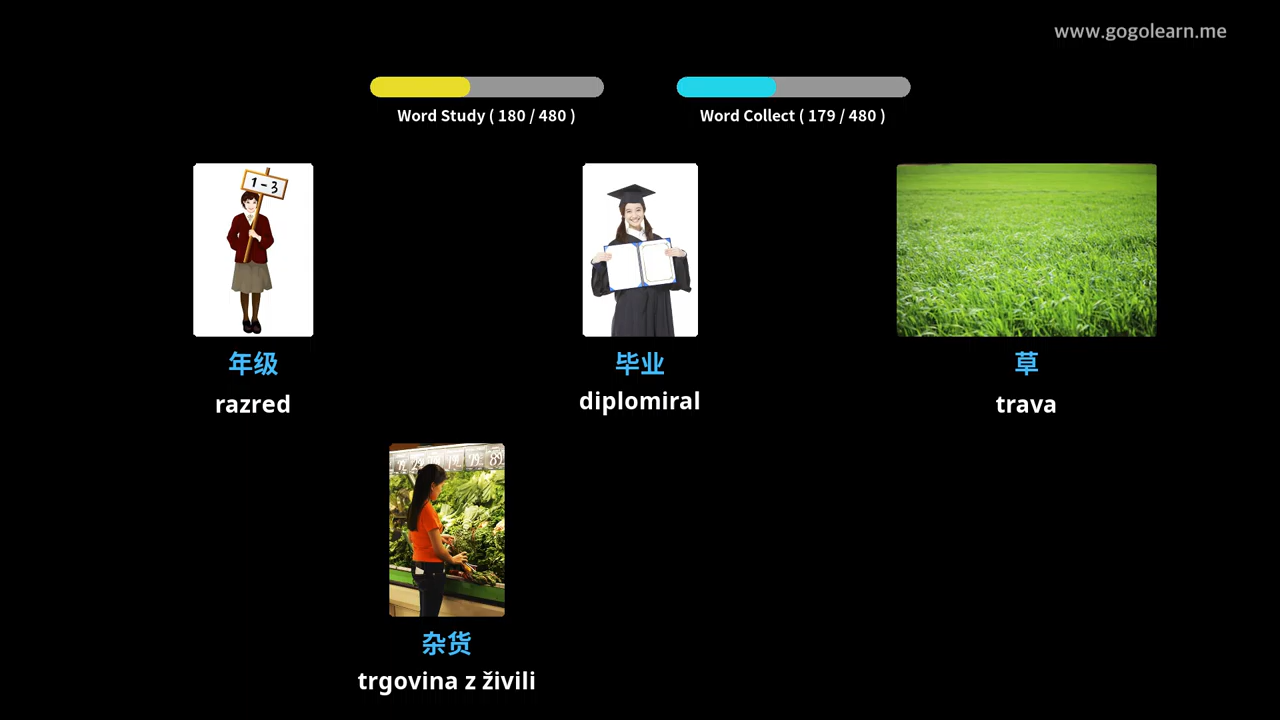 www.gogolearn.me
Word Study ( 180 / 480 )
Word Collect ( 179 / 480 )
1-3
年级
razred
毕业
diplomiral
草
trava
杂货
trgovina z živili